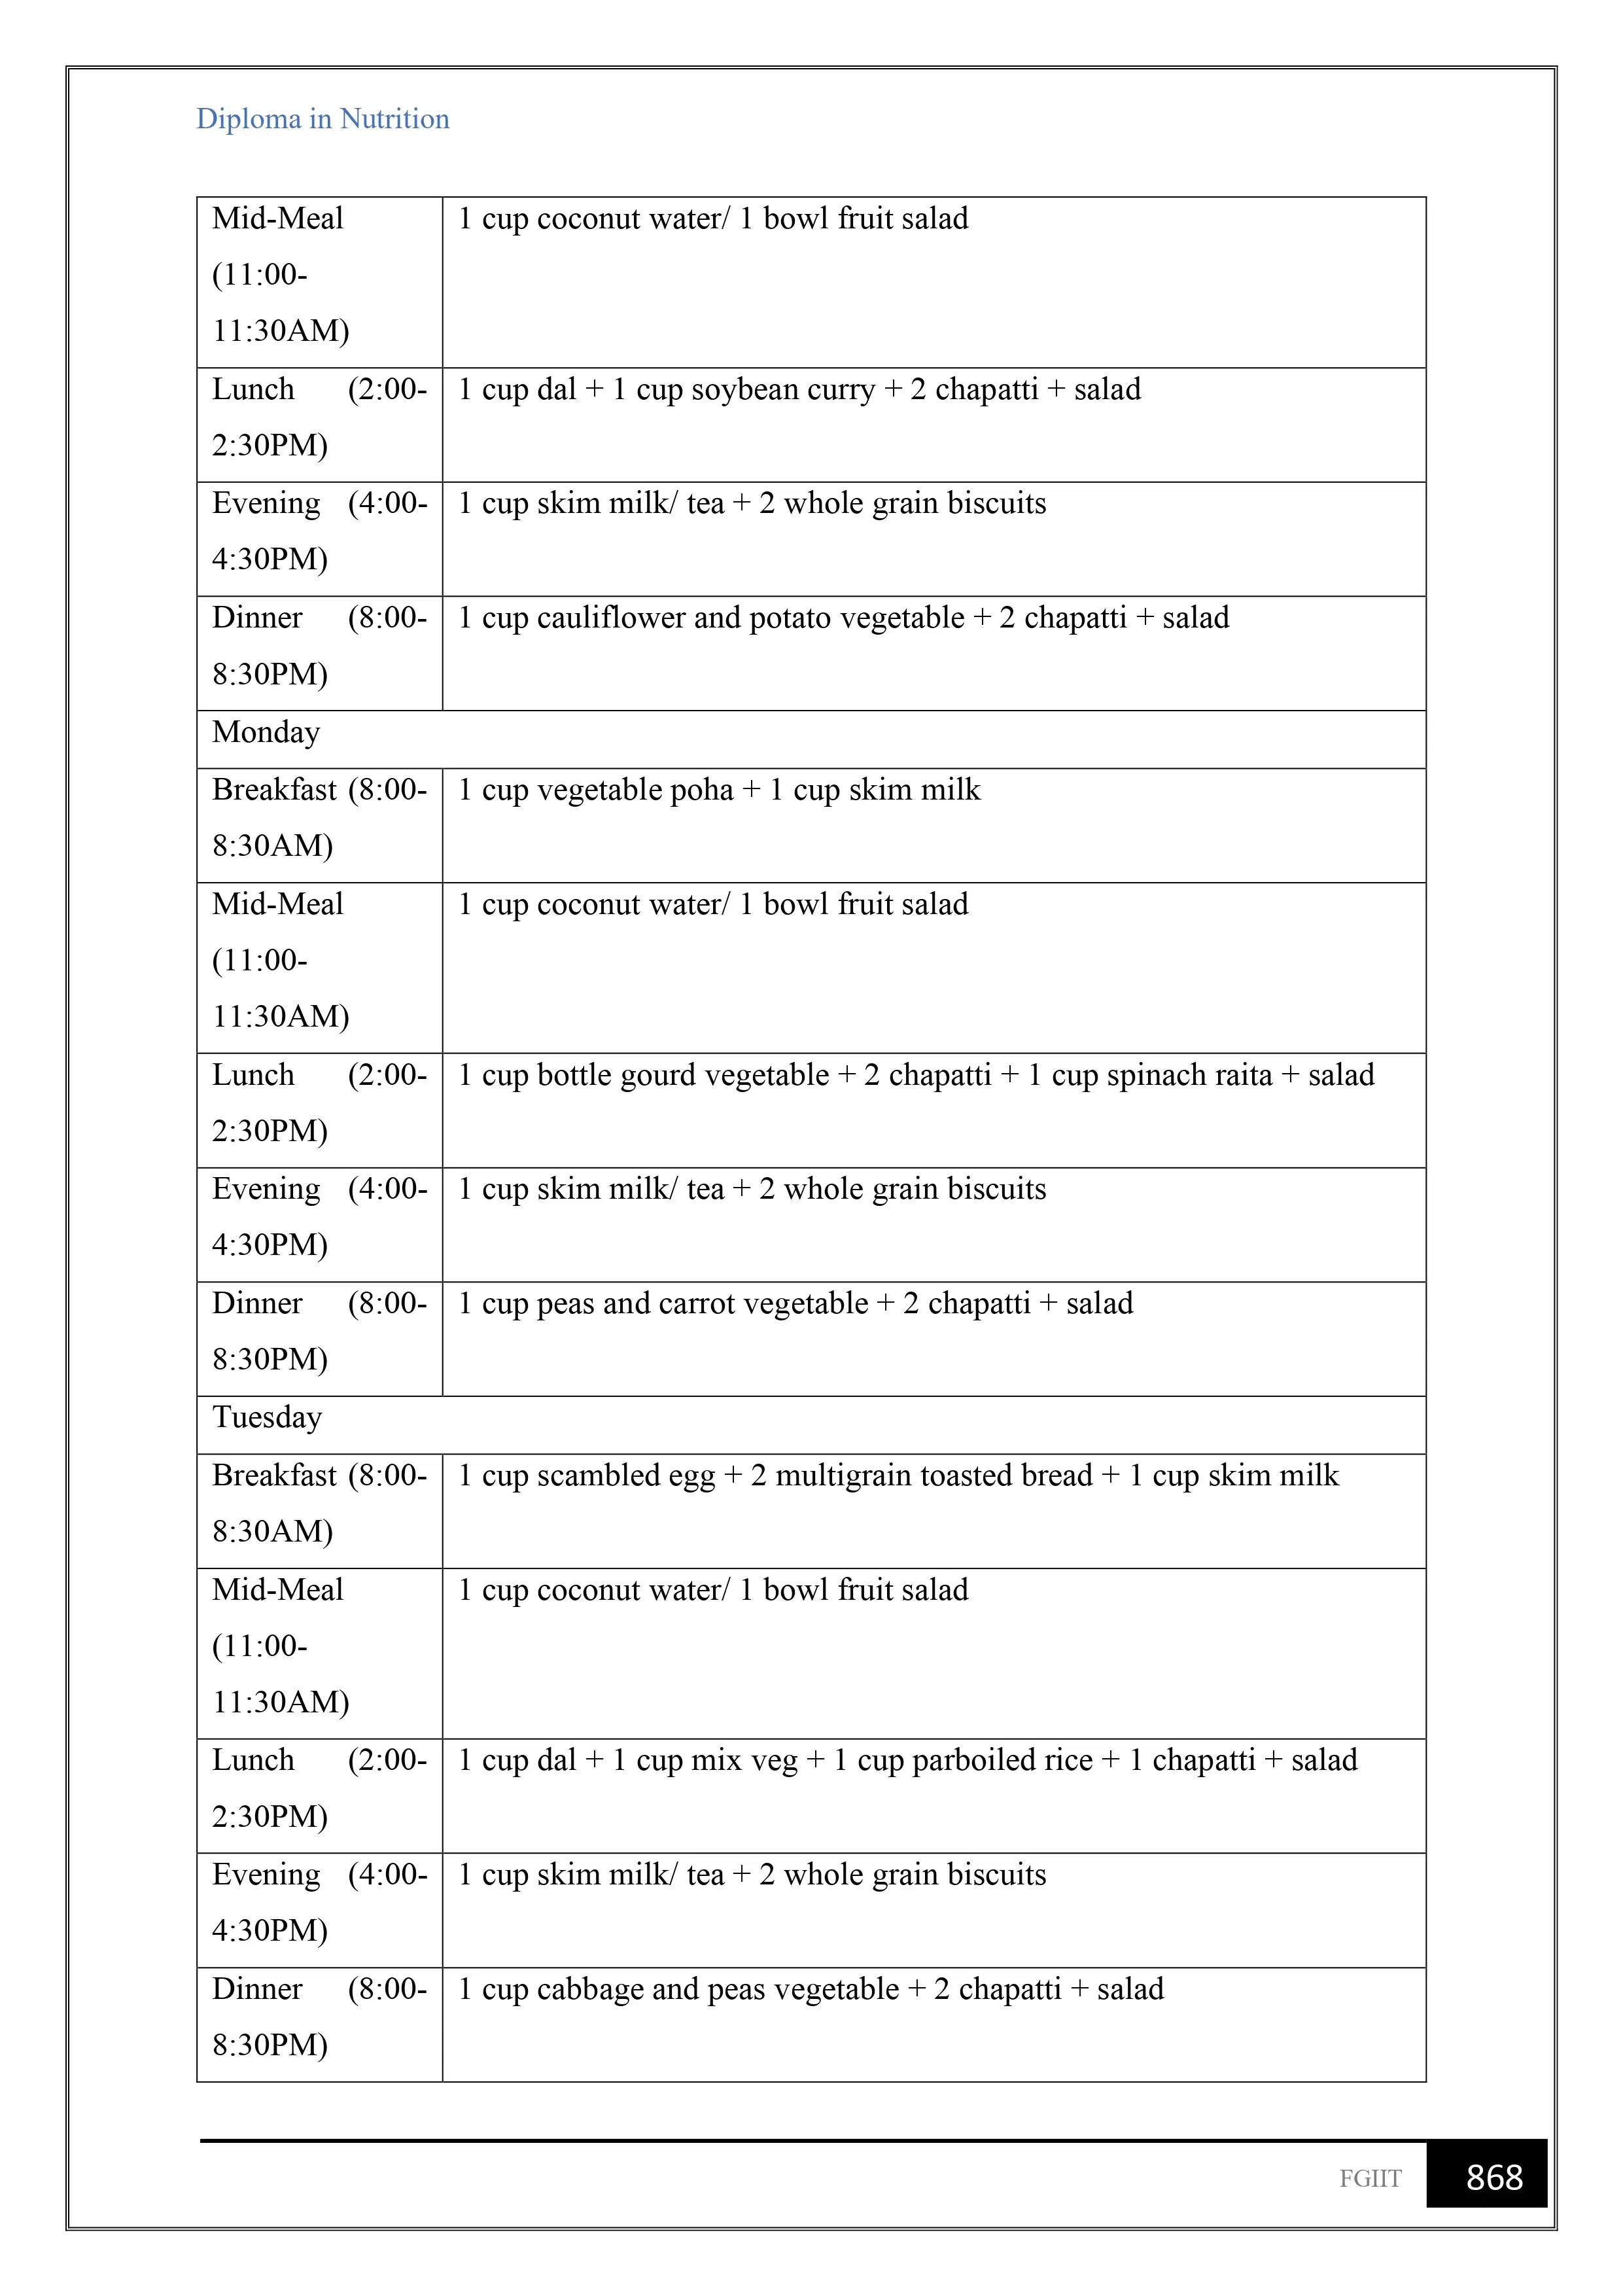 Diploma in Nutrition
Mid-Meal
(11:00-
11:30AM)
1 cup coconut water/ 1 bowl fruit salad
Lunch (2:00-
2:30PM)
1 cup dal + 1 cup soybean curry + 2 chapatti + salad
Evening (4:00-
4:30PM)
1 cup skim milk/ tea + 2 whole grain biscuits
Dinner (8:00-
8:30PM)
1 cup cauliflower and potato vegetable + 2 chapatti + salad
Monday
Breakfast (8:00-
8:30AM)
1 cup vegetable poha + 1 cup skim milk
Mid-Meal
(11:00-
11:30AM)
1 cup coconut water/ 1 bowl fruit salad
Lunch (2:00-
2:30PM)
1 cup bottle gourd vegetable + 2 chapatti + 1 cup spinach raita + salad
Evening (4:00-
4:30PM)
1 cup skim milk/ tea + 2 whole grain biscuits
Dinner (8:00-
8:30PM)
1 cup peas and carrot vegetable + 2 chapatti + salad
Tuesday
Breakfast (8:00-
8:30AM)
1 cup scambled egg + 2 multigrain toasted bread + 1 cup skim milk
Mid-Meal
(11:00-
11:30AM)
1 cup coconut water/ 1 bowl fruit salad
Lunch (2:00-
2:30PM)
1 cup dal + 1 cup mix veg + 1 cup parboiled rice + 1 chapatti + salad
Evening (4:00-
4:30PM)
1 cup skim milk/ tea + 2 whole grain biscuits
Dinner (8:00-
8:30PM)
1 cup cabbage and peas vegetable + 2 chapatti + salad
FGIIT 868